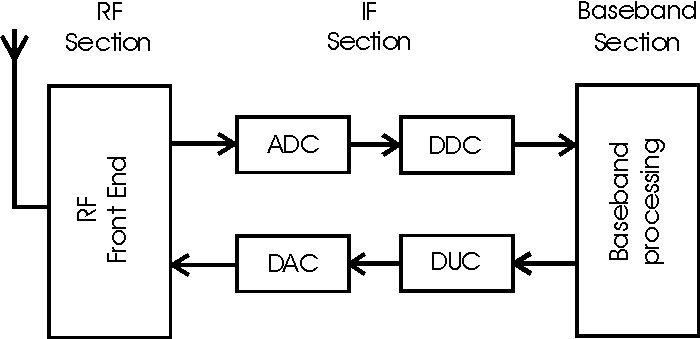 RF
Section
IF
Section
Baseband
Section
RF
Front End
ADC
DDC
DAC
DUC
Baseband
processing